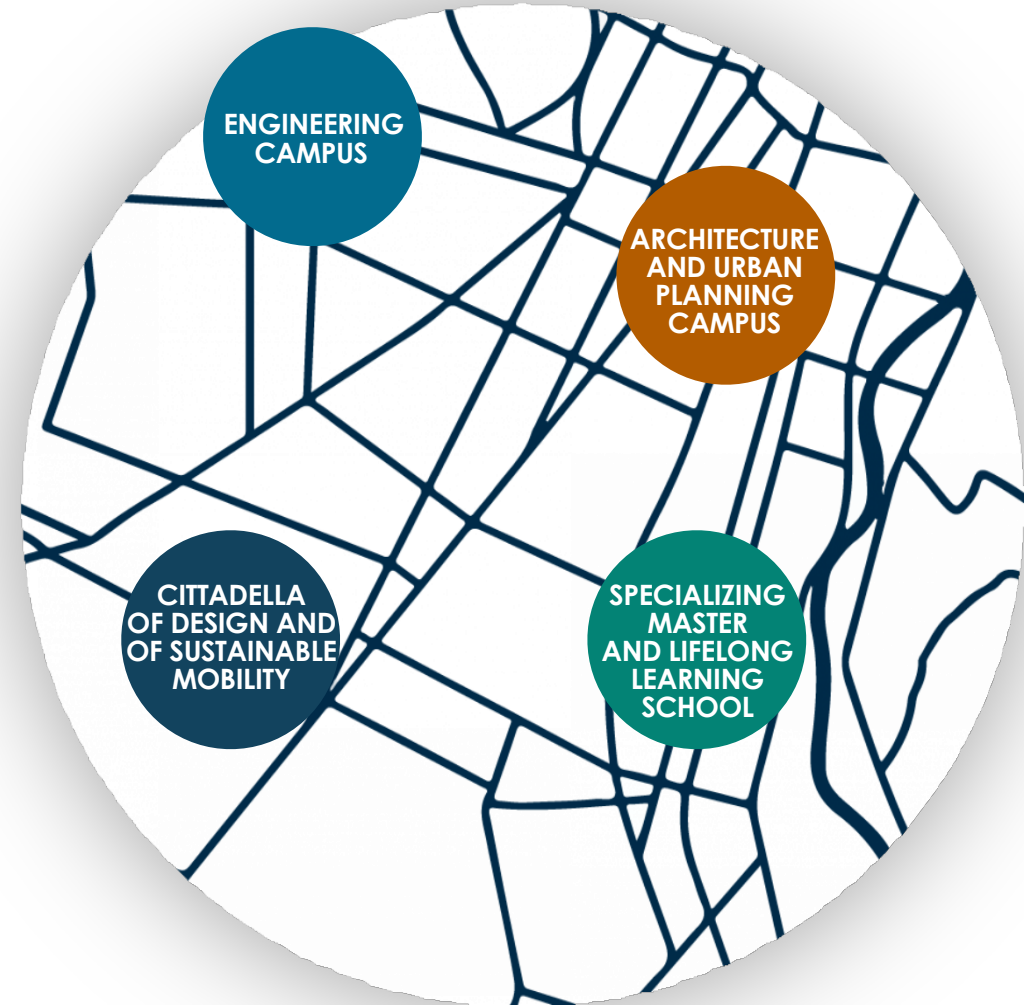 ENGINEERING
CAMPUS
ARCHITECTURE
AND URBAN
PLANNING
CAMPUS
CITTADELLA
OF DESIGN AND
OF SUSTAINABLE
MOBILITY
SPECIALIZING
MASTER
AND LIFELONG
LEARNING
SCHOOL